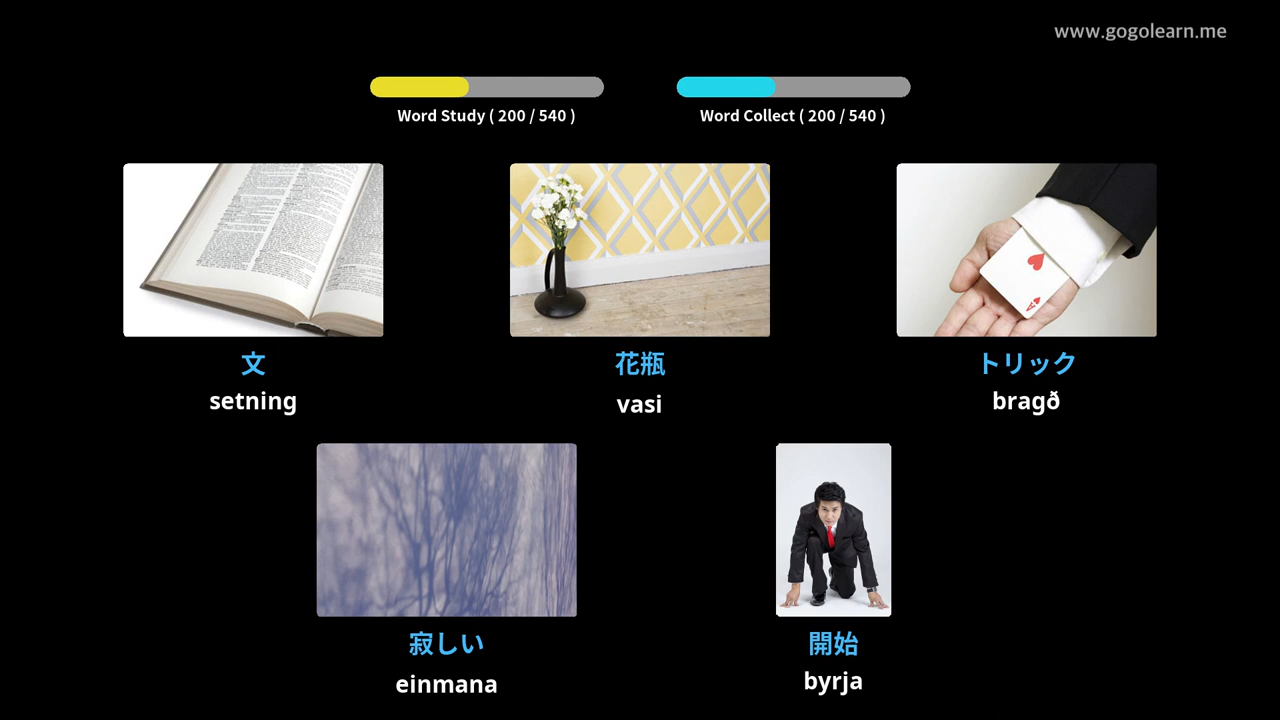 www.gogolearn.me
Word Study ( 200 / 540 )
Word Collect ( 200 / 540 )
文
setning
花瓶
vasi
トリック
bragð
寂しい
einmana
開始
byrja